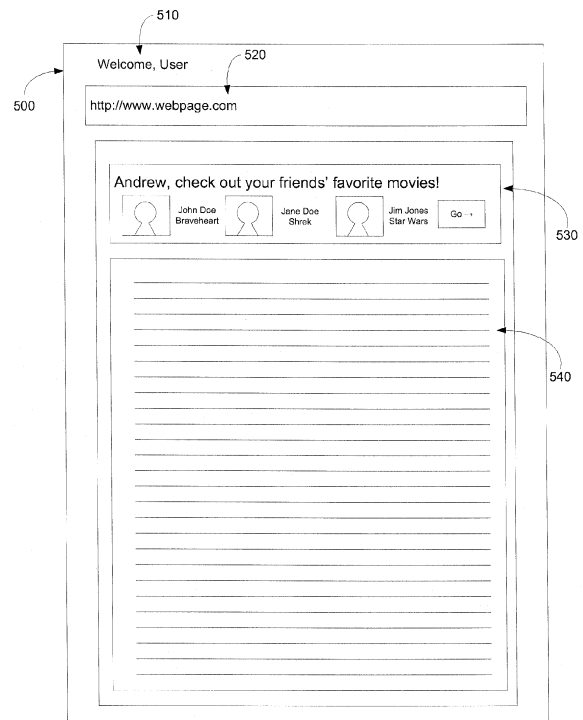 510
Welcome, User
520
500
http://www.webpage.com
Andrew, check out your friends' favorite movies!
John Doe
Braveheart
Jane Doe
Shrek
Jim Jones
Star Wars
Go →
530
540